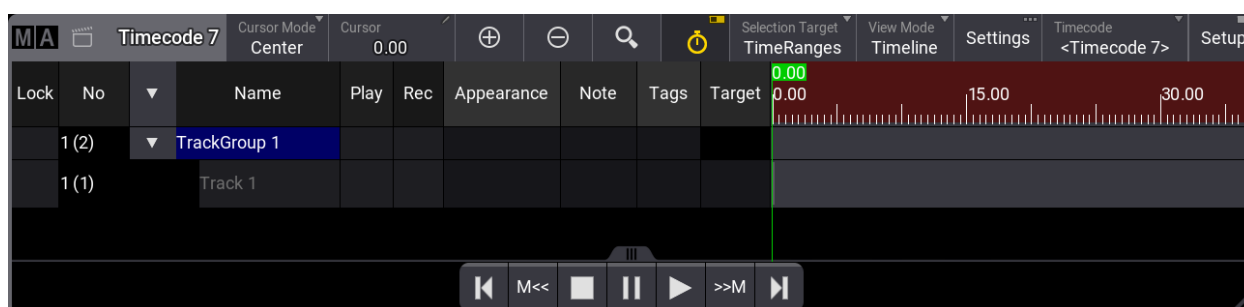 MA Timecode 7 Cursor Mode Cursor Selection Target View Mode Timecode
Center 0.00 TimeRanges Timeline Settings <Timecode 7> Setup
0.00
Lock No Name Play Rec Appearance Note Tags Target 0.00 15.00 30.00
1 (2) TrackGroup 1
1 (1) Track 1
M<< >>M